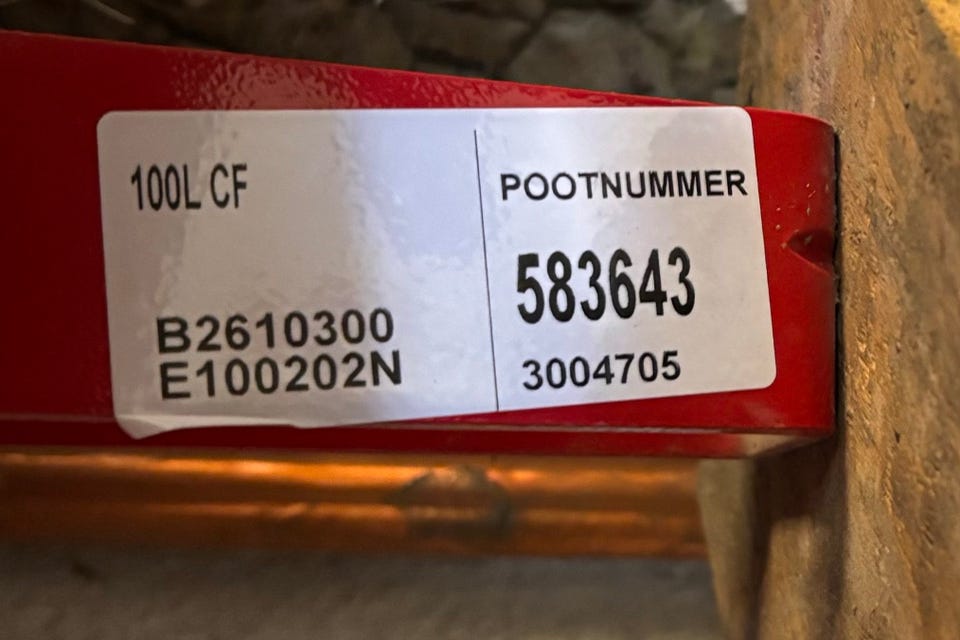 100L CF
B2610300
E100202N
POOTNUMMER
583643
3004705